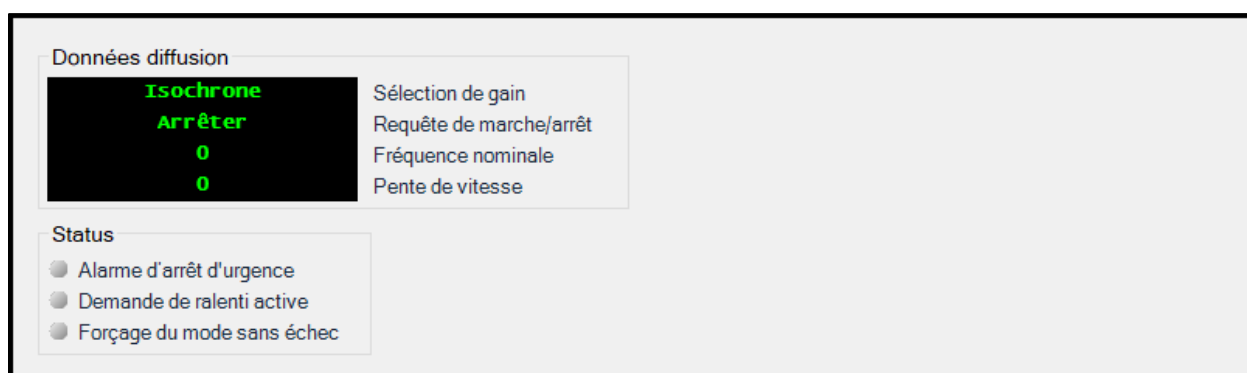 Données diffusion
Isochrone Sélection de gain
Arrêter Requête de marche/arrêt
0 Fréquence nominale
0 Pente de vitesse
Status
Alarme d'arrêt d'urgence
Demande de ralenti active
Forçage du mode sans échec